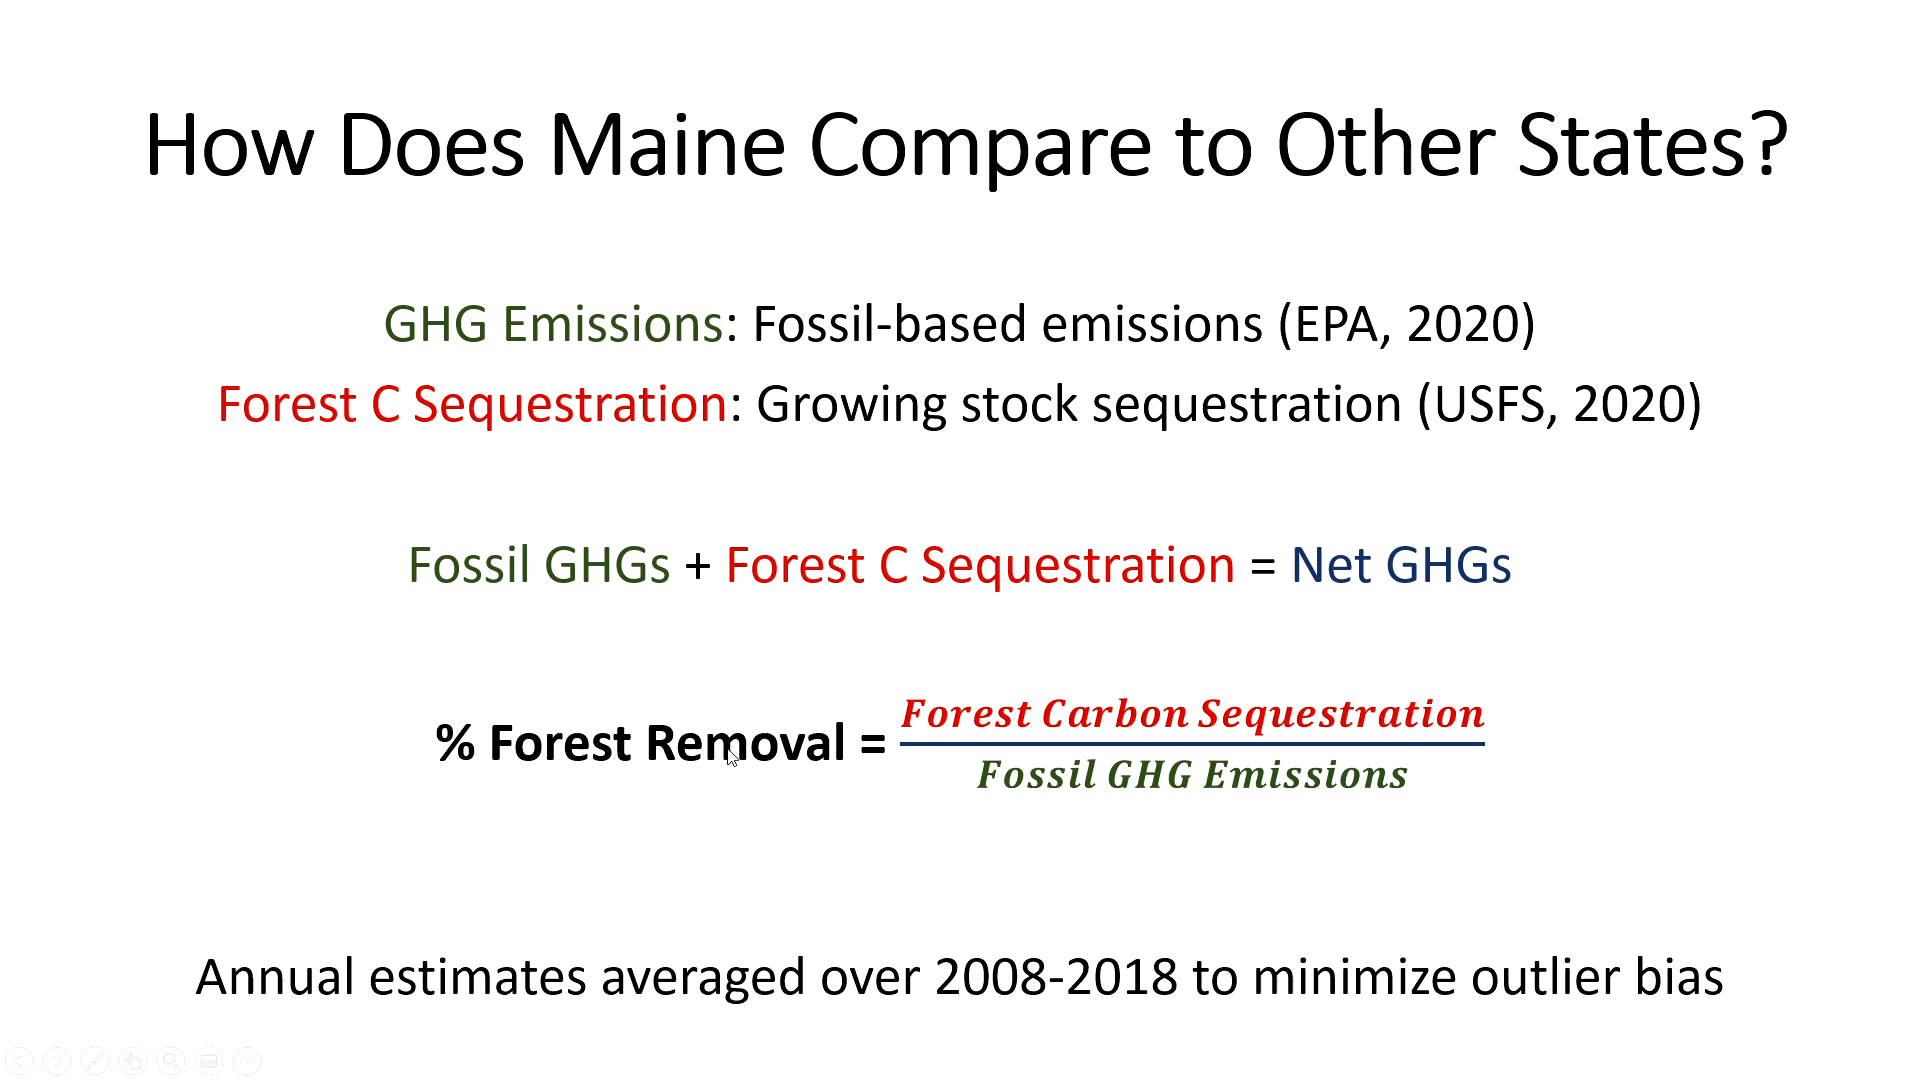 How Does Maine Compare to Other States?
GHG Emissions: Fossil-based emissions (EPA, 2020)
Forest C Sequestration: Growing stock sequestration (USFS, 2020)
Fossil GHGs + Forest C Sequestration = Net GHGs
% Forest Removal = Forest Carbon Sequestration
Fossil GHG Emissions
Annual estimates averaged over 2008-2018 to minimize outlier bias